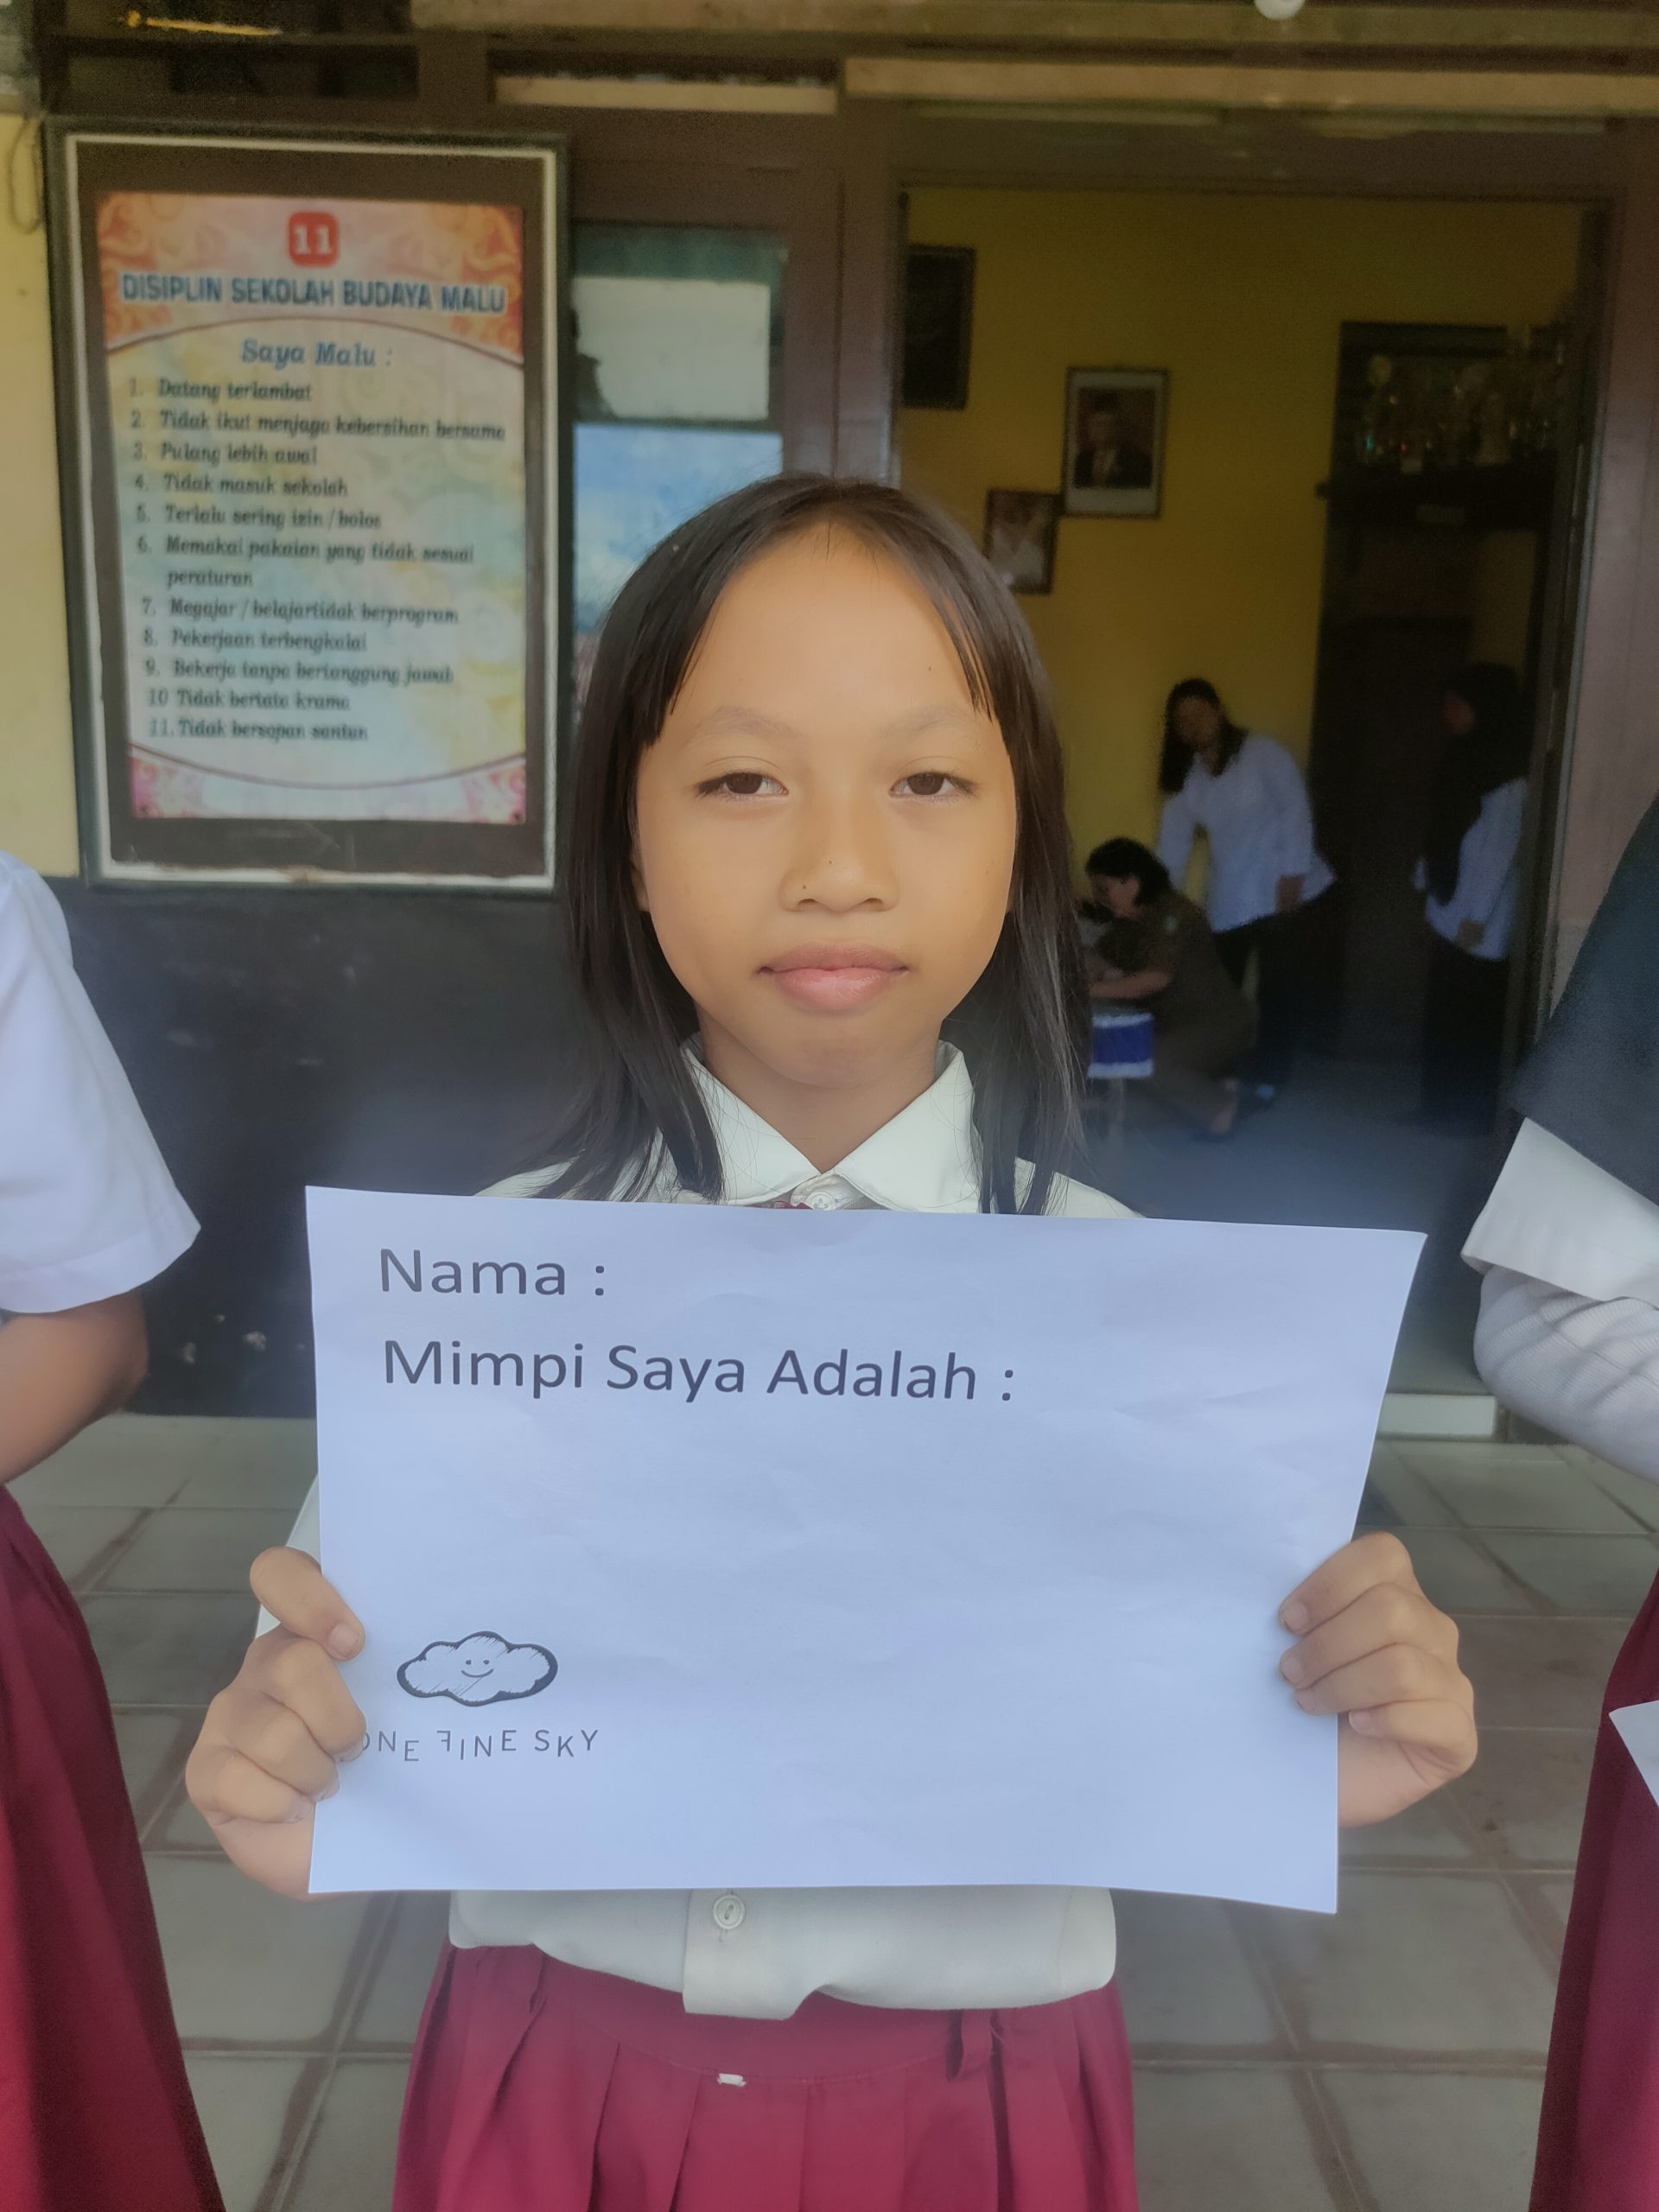 11
DISIPLIN SEKOLAH BUDAYA MALU
Saya Malu :
1. Datang terlambat
2. Tidak ikut menjaga kebersihan bersama
3. Pulang lebih awal
4. Tidak masuk sekolah
5. Terlalu sering izin / bolos
6. Memakai pakaian yang tidak sesuai
peraturan
7. Megajar / belajartidak berprogram
8. Pekerjaan terbengkalai
9. Bekerja tanpa bertanggung jawab
10 Tidak bertata krama
11. Tidak bersopan santun
Nama :
Mimpi Saya Adalah :
ONE FINE SKY